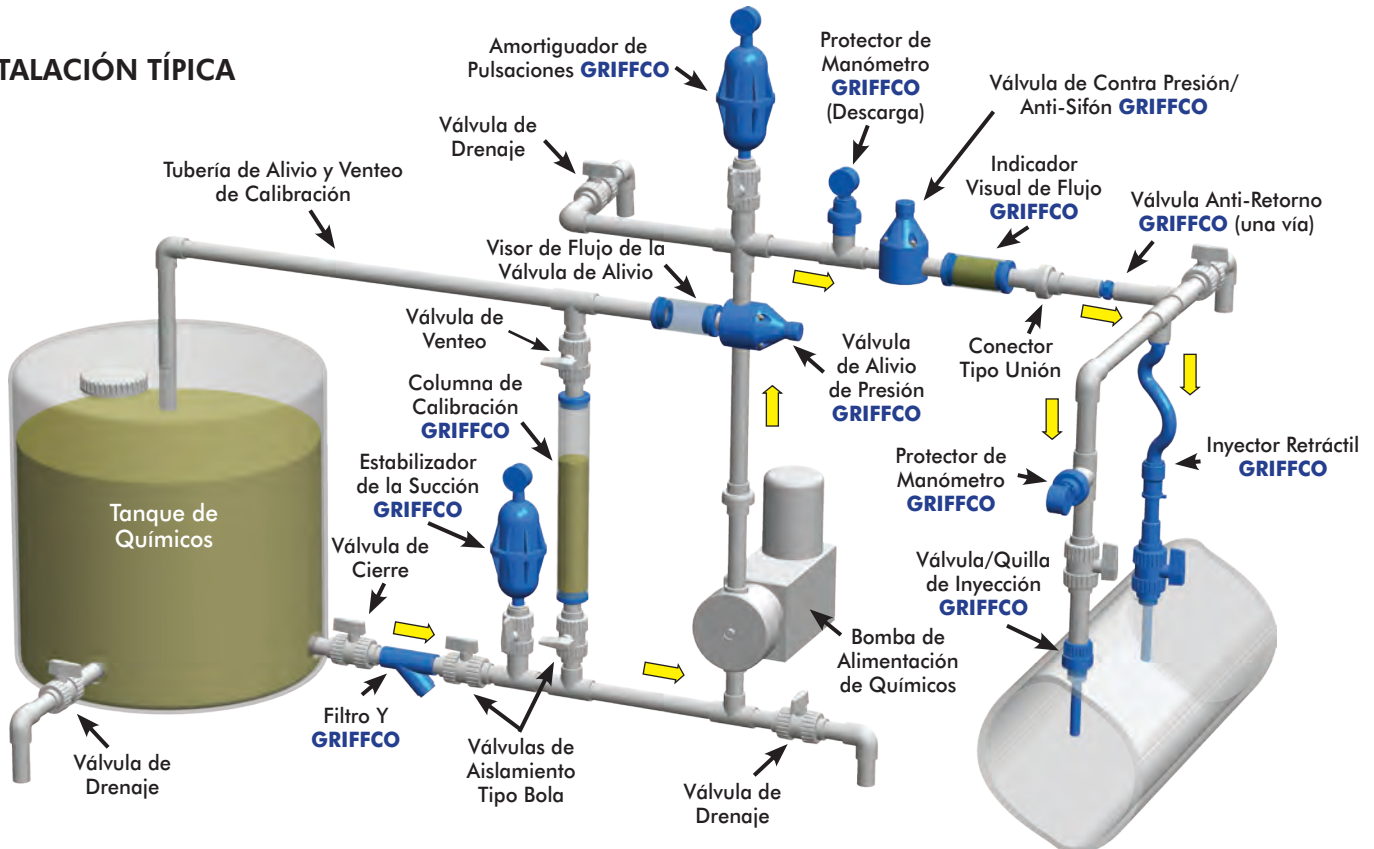 TALACIÓN TÍPICA
Amortiguador de
Pulsaciones GRIFFCO
Protector de
Manómetro
GRIFFCO
(Descarga)
Válvula de Contra Presión/
Anti-Sifón GRIFFCO
Válvula de
Drenaje
Tubería de Alivio y Venteo
de Calibración
Indicador
Visual de Flujo
GRIFFCO
Válvula Anti-Retorno
GRIFFCO (una vía)
Visor de Flujo de la
Válvula de Alivio
Válvula de
Venteo
Válvula
de Alivio
de Presión
GRIFFCO
Conector
Tipo Unión
Columna de
Calibración
GRIFFCO
Estabilizador
de la Succión
GRIFFCO
Protector de
Manómetro
GRIFFCO
Inyector Retráctil
GRIFFCO
Tanque de
Químicos
Válvula de
Cierre
Válvula/Quilla
de Inyección
GRIFFCO
Bomba de
Alimentación
de Químicos
Filtro Y
GRIFFCO
Válvulas de
Aislamiento
Tipo Bola
Válvula de
Drenaje
Válvula de
Drenaje